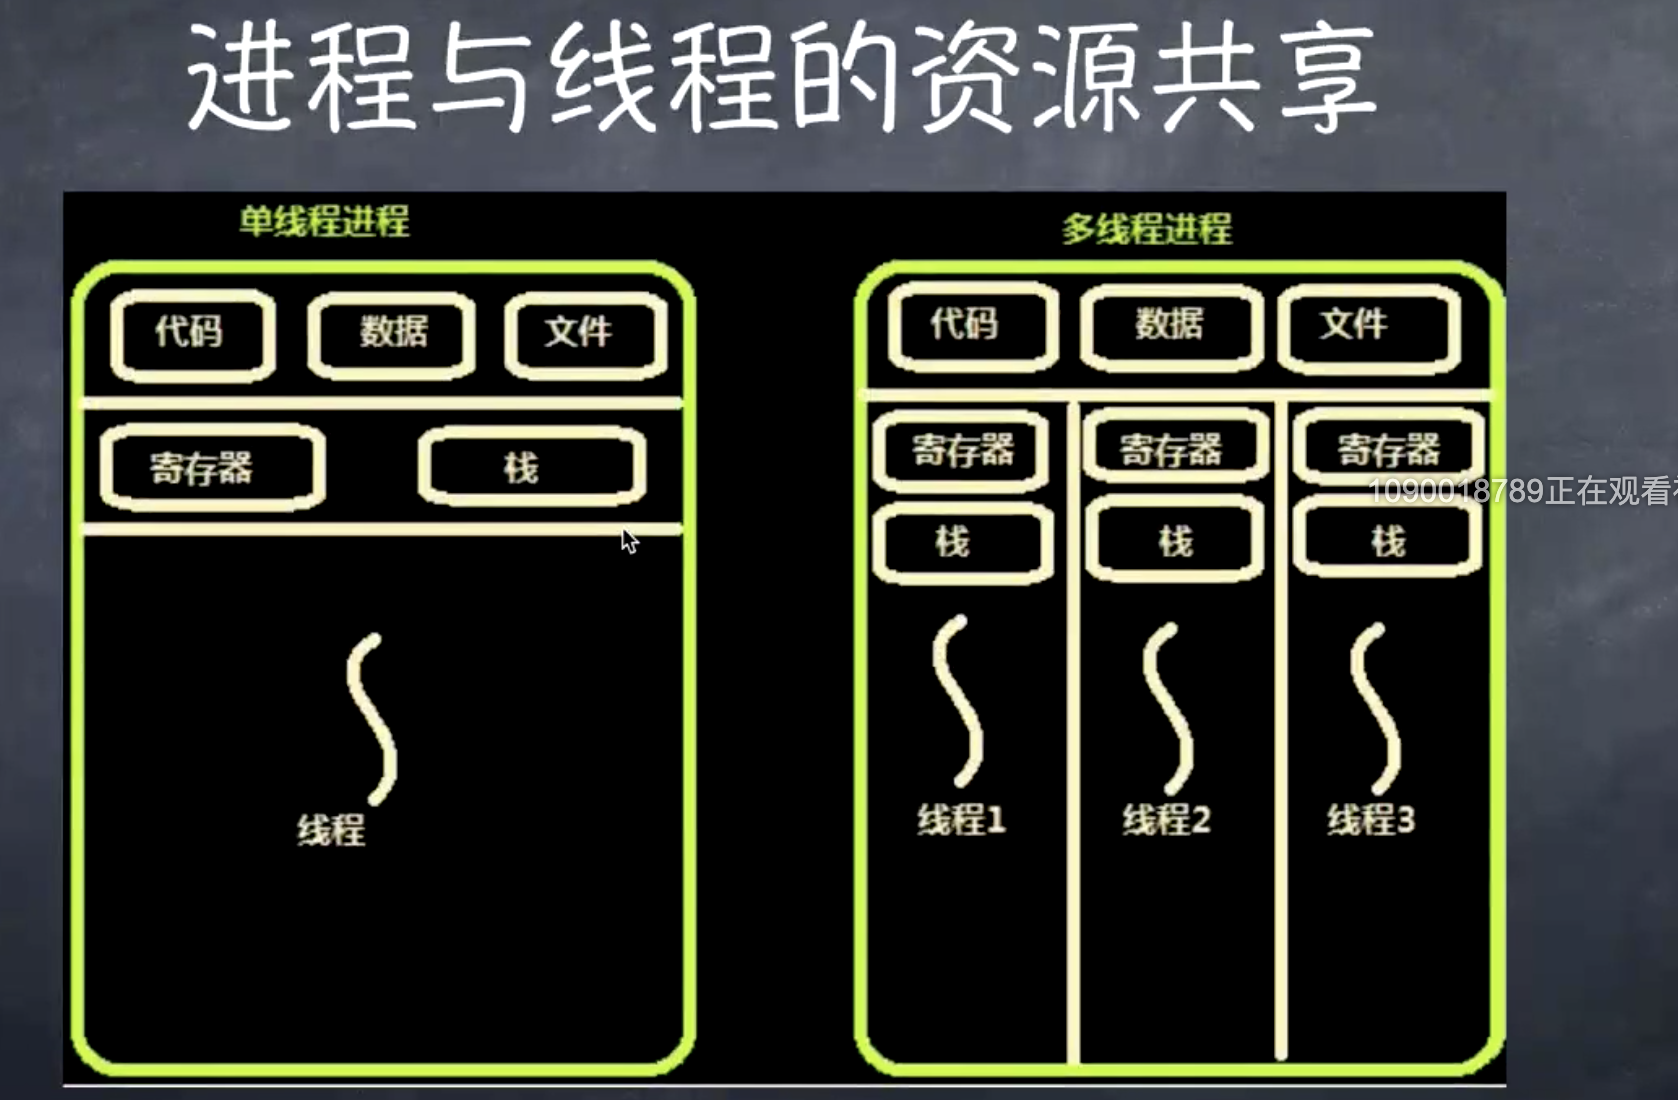 进程与线程的资源共享
单线程进程
代码 数据 文件
寄存器 栈
线程
多线程进程
代码 数据 文件
寄存器 寄存器 寄存器
栈 栈 栈
线程1 线程2 线程3
1090018789正在观看